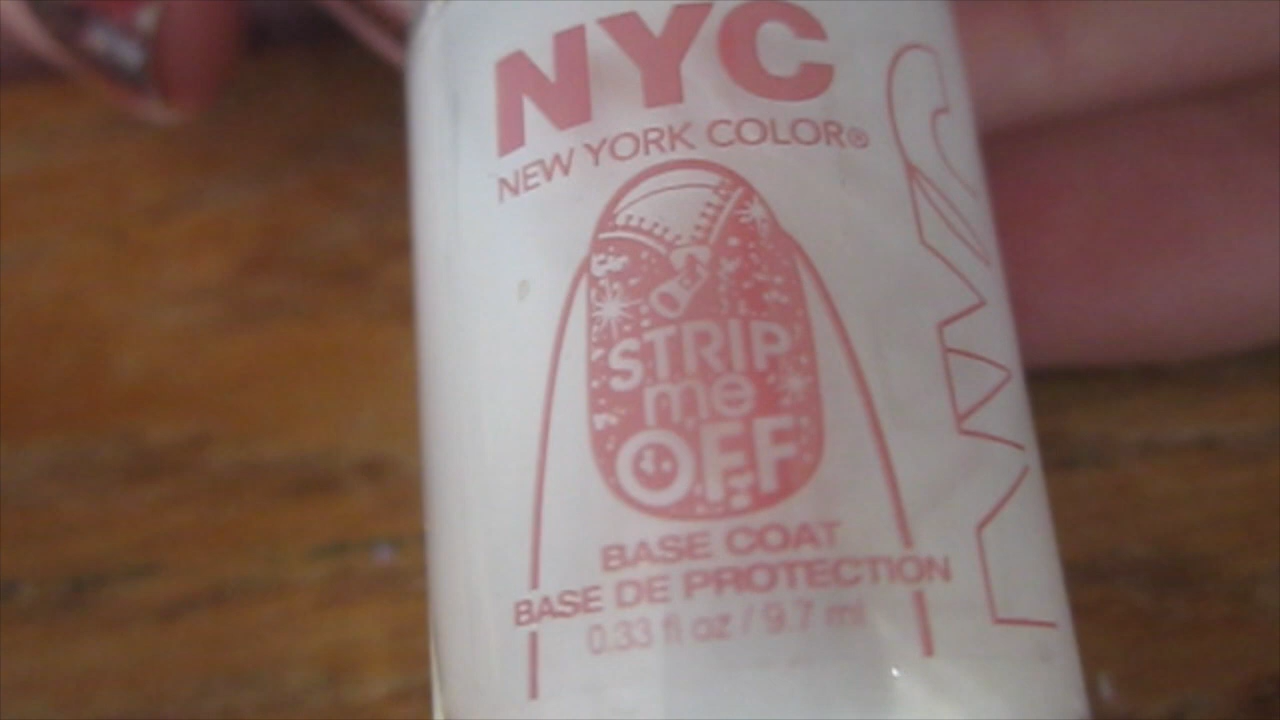 NYC
NEW YORK COLOR®
STRIP
me
OFF
BASE COAT
BASE DE PROTECTION
0.33 fl oz / 9.7 ml